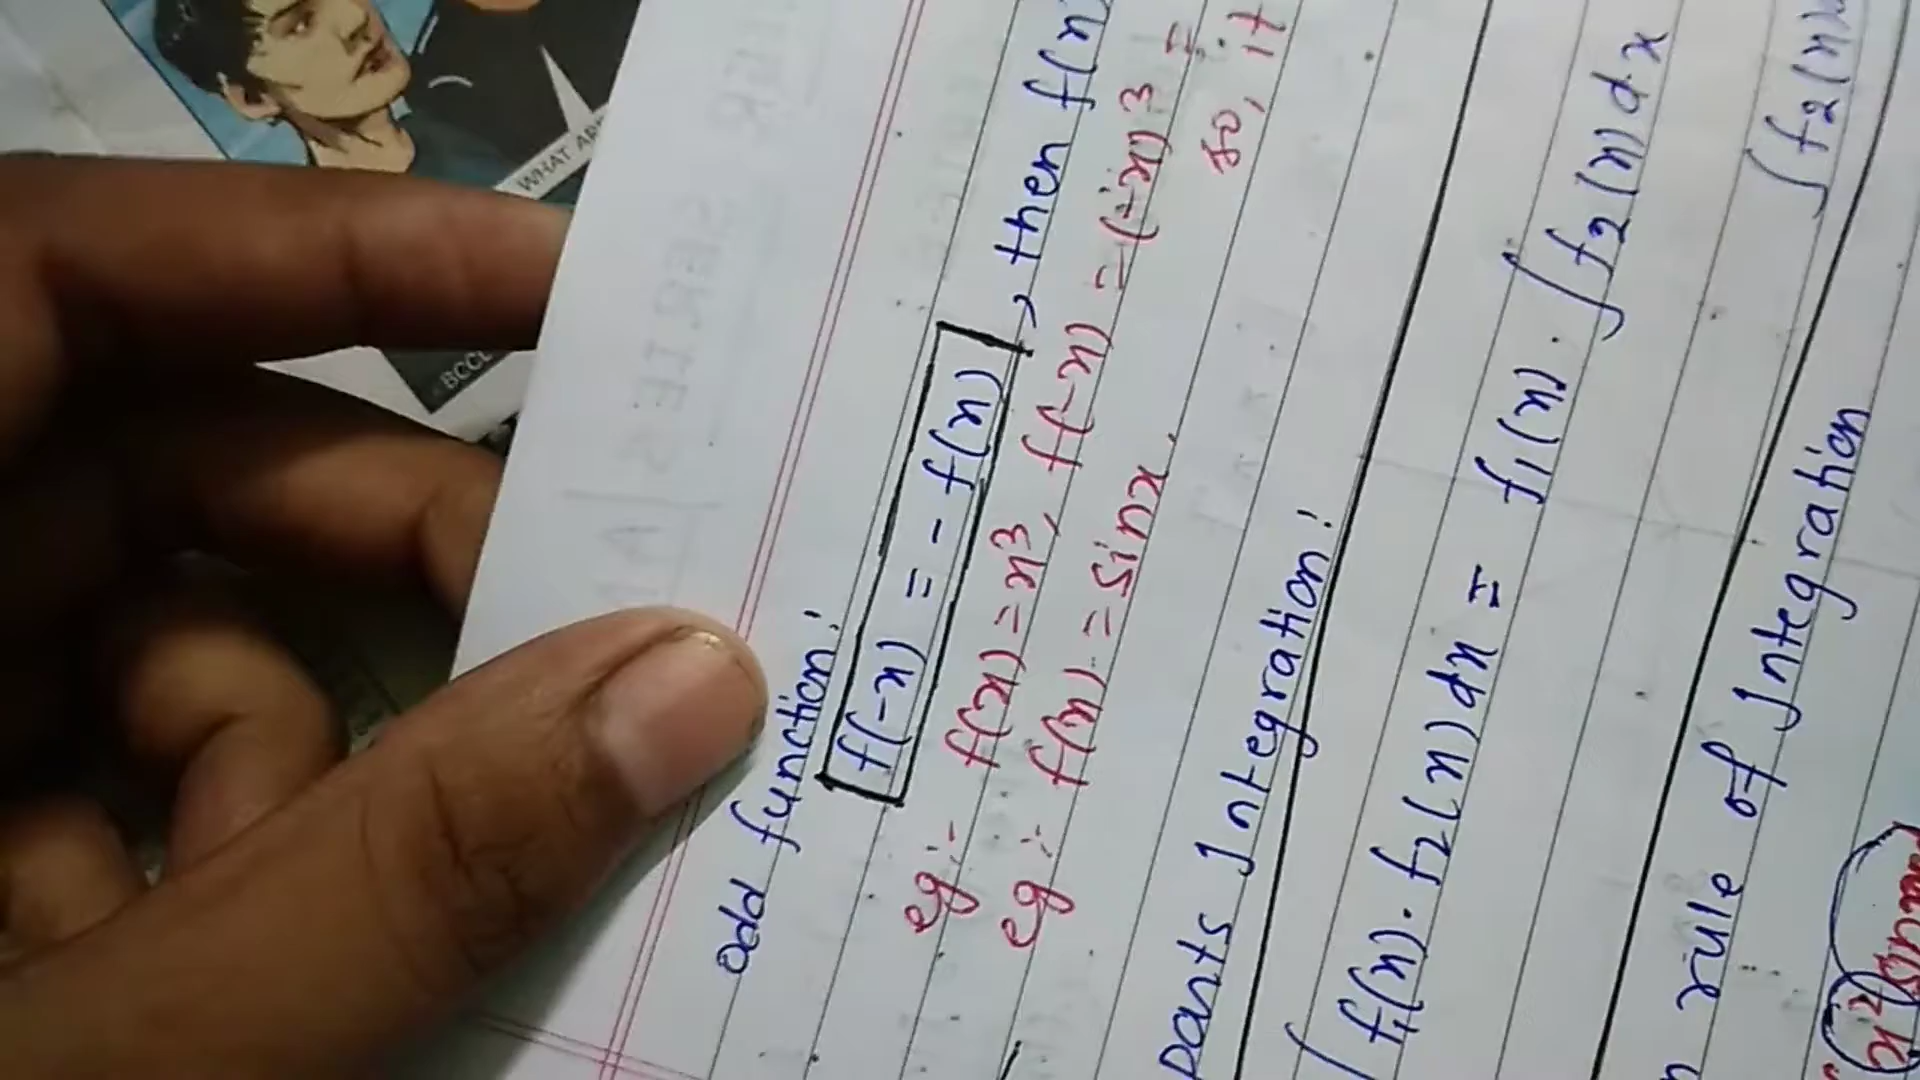 odd function:
f(-x) = - f(x) , then f(x)
eg:- f(x) = x³, f(-x) = (-x)³ =
eg:- f(x) = sinx. so, it
parts Integration:
∫ f₁(x). f₂(x) dx = f₁(x). ∫ f₂(x) dx
∫ f₂(x)
rule of Integration
WHAT
BCCL